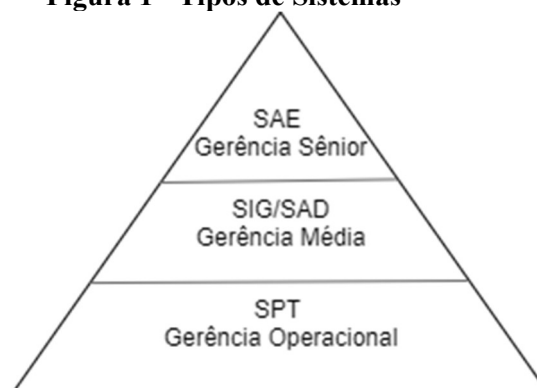 Figura 1 - Tipos de Sistemas
SAE
Gerência Sênior
SIG/SAD
Gerência Média
SPT
Gerência Operacional